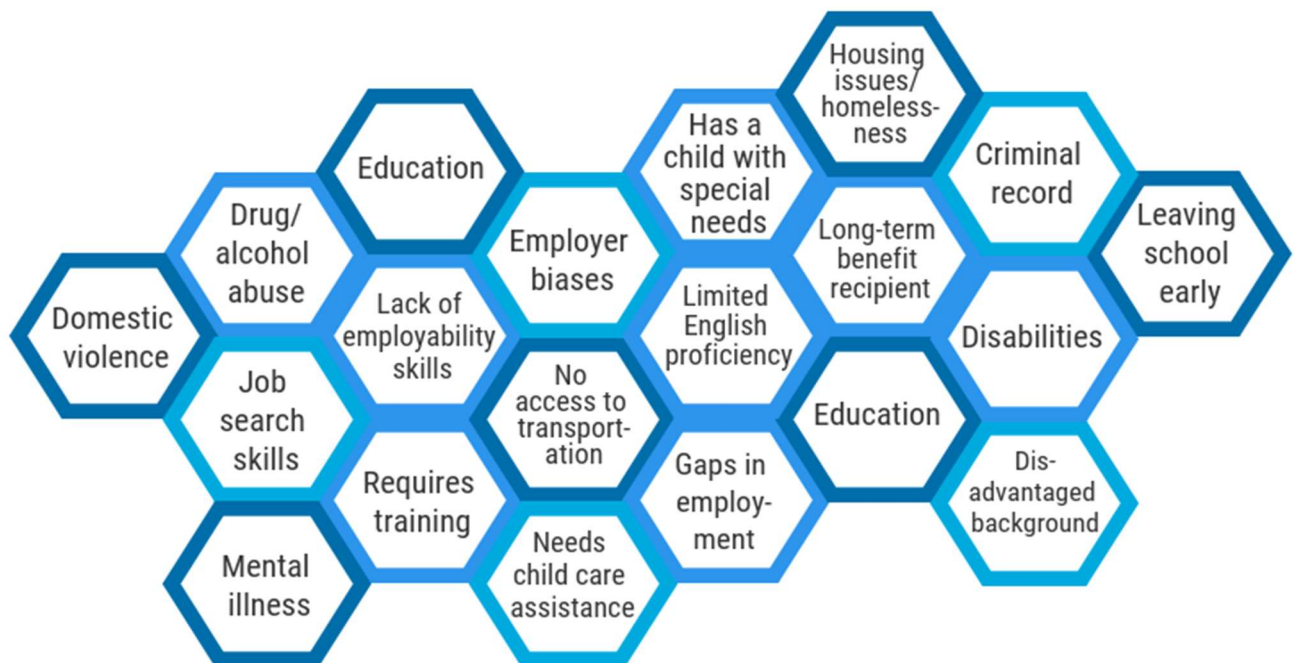 Housing
issues/
homeless-
ness
Has a
child with
special
needs
Criminal
record
Education
Leaving
school
early
Drug/
alcohol
abuse
Employer
biases
Long-term
benefit
recipient
Domestic
violence
Lack of
employability
skills
Limited
English
proficiency
Disabilities
Job
search
skills
No
access to
transport-
ation
Education
Requires
training
Gaps in
employ-
ment
Dis-
advantaged
background
Mental
illness
Needs
child care
assistance